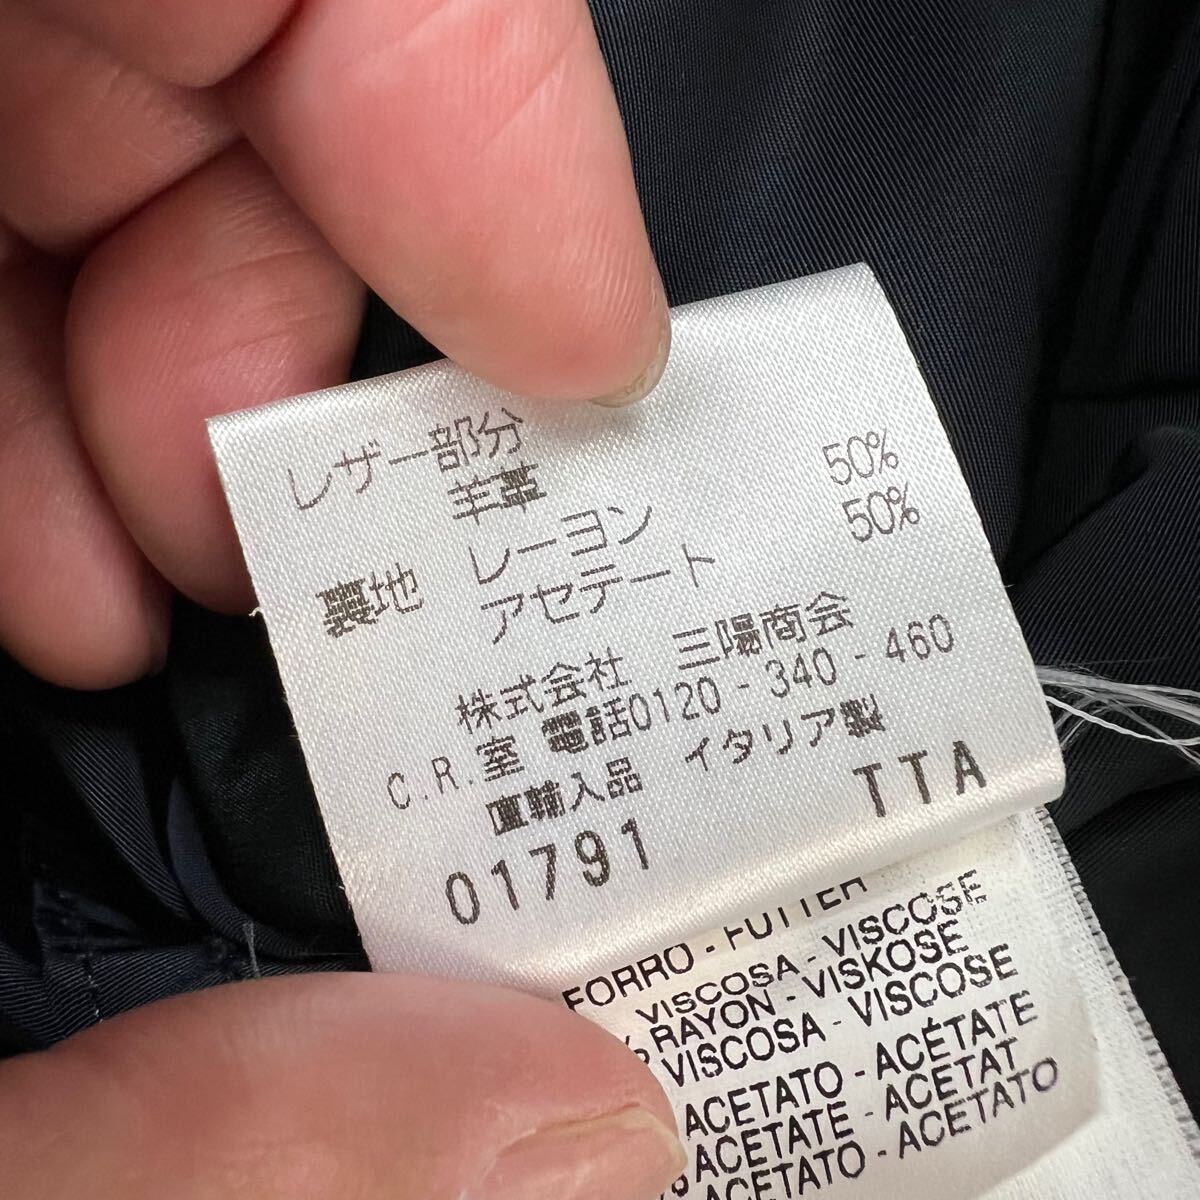 レザー部分
羊革
裏地 レーヨン 50%
アセテート 50%
株式会社 三陽商会
C.R.室 電話0120-340-460
直輸入品 イタリア製
01791 TTA
FORRO - FUTTER
VISCOSA - VISCOSE
RAYON - VISKOSE
VISCOSA - VISCOSE
ACETATO - ACÉTATE
ACETATE - ACETAT
ACETATO - ACETATO